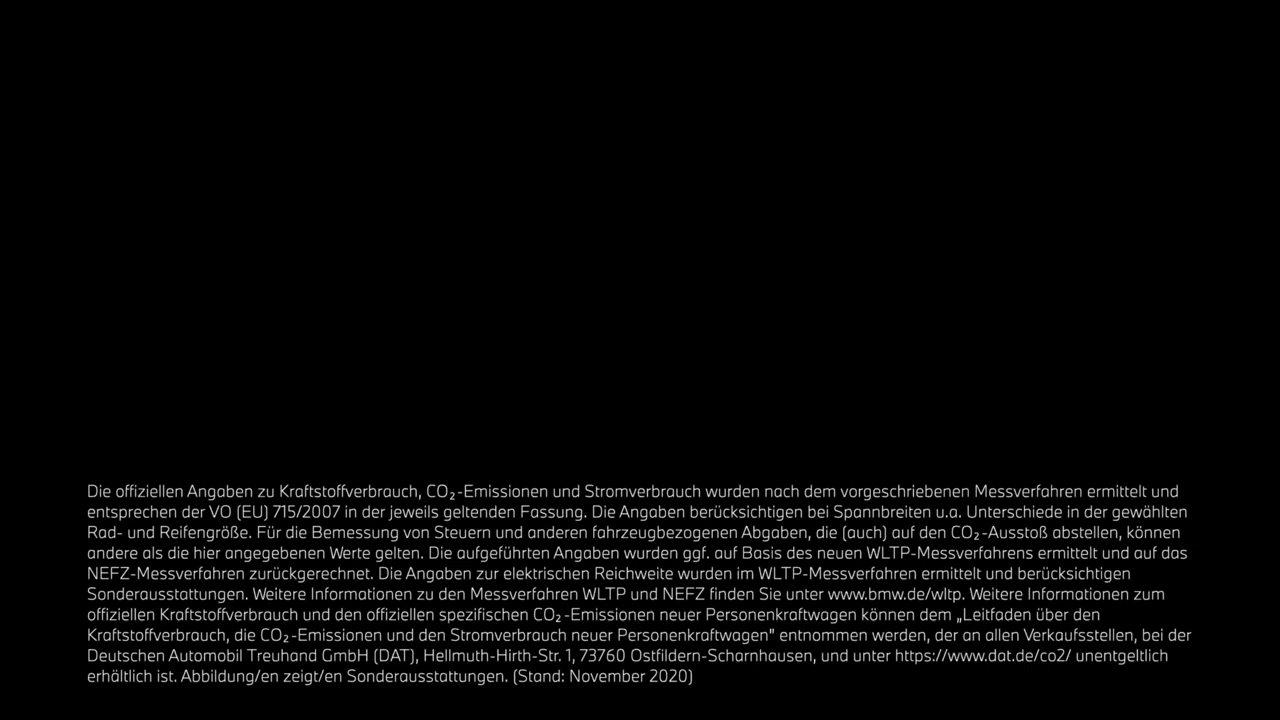 Die offiziellen Angaben zu Kraftstoffverbrauch, CO₂-Emissionen und Stromverbrauch wurden nach dem vorgeschriebenen Messverfahren ermittelt und
entsprechen der VO (EU) 715/2007 in der jeweils geltenden Fassung. Die Angaben berücksichtigen bei Spannbreiten u.a. Unterschiede in der gewählten
Rad- und Reifengröße. Für die Bemessung von Steuern und anderen fahrzeugbezogenen Abgaben, die (auch) auf den CO₂-Ausstoß abstellen, können
andere als die hier angegebenen Werte gelten. Die aufgeführten Angaben wurden ggf. auf Basis des neuen WLTP-Messverfahrens ermittelt und auf das
NEFZ-Messverfahren zurückgerechnet. Die Angaben zur elektrischen Reichweite wurden im WLTP-Messverfahren ermittelt und berücksichtigen
Sonderausstattungen. Weitere Informationen zu den Messverfahren WLTP und NEFZ finden Sie unter www.bmw.de/wltp. Weitere Informationen zum
offiziellen Kraftstoffverbrauch und den offiziellen spezifischen CO₂-Emissionen neuer Personenkraftwagen können dem „Leitfaden über den
Kraftstoffverbrauch, die CO₂-Emissionen und den Stromverbrauch neuer Personenkraftwagen" entnommen werden, der an allen Verkaufsstellen, bei der
Deutschen Automobil Treuhand GmbH (DAT), Hellmuth-Hirth-Str. 1, 73760 Ostfildern-Scharnhausen, und unter https://www.dat.de/co2/ unentgeltlich
erhältlich ist. Abbildung/en zeigt/en Sonderausstattungen. (Stand: November 2020)